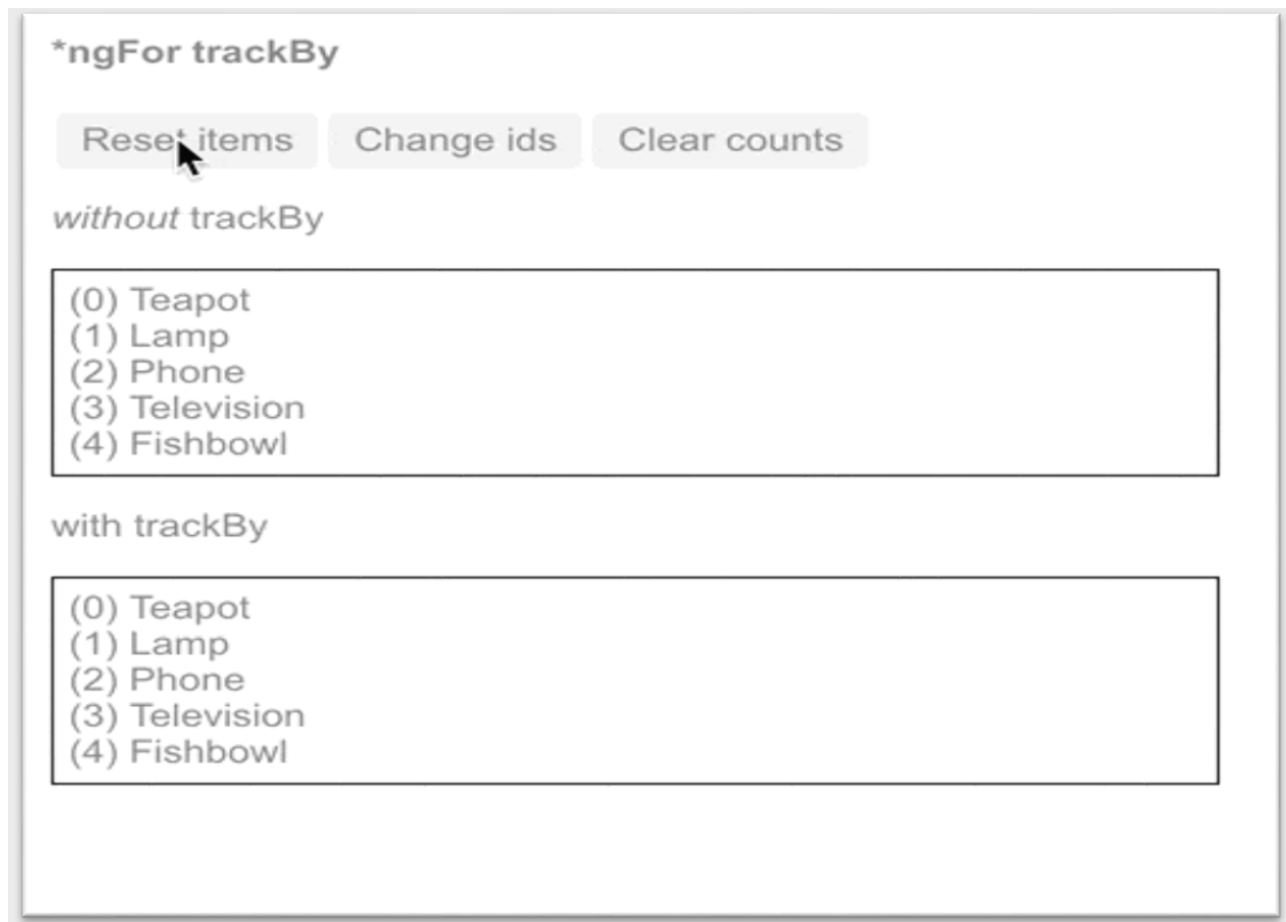 *ngFor trackBy
Reset items Change ids Clear counts
without trackBy
(0) Teapot
(1) Lamp
(2) Phone
(3) Television
(4) Fishbowl
with trackBy
(0) Teapot
(1) Lamp
(2) Phone
(3) Television
(4) Fishbowl